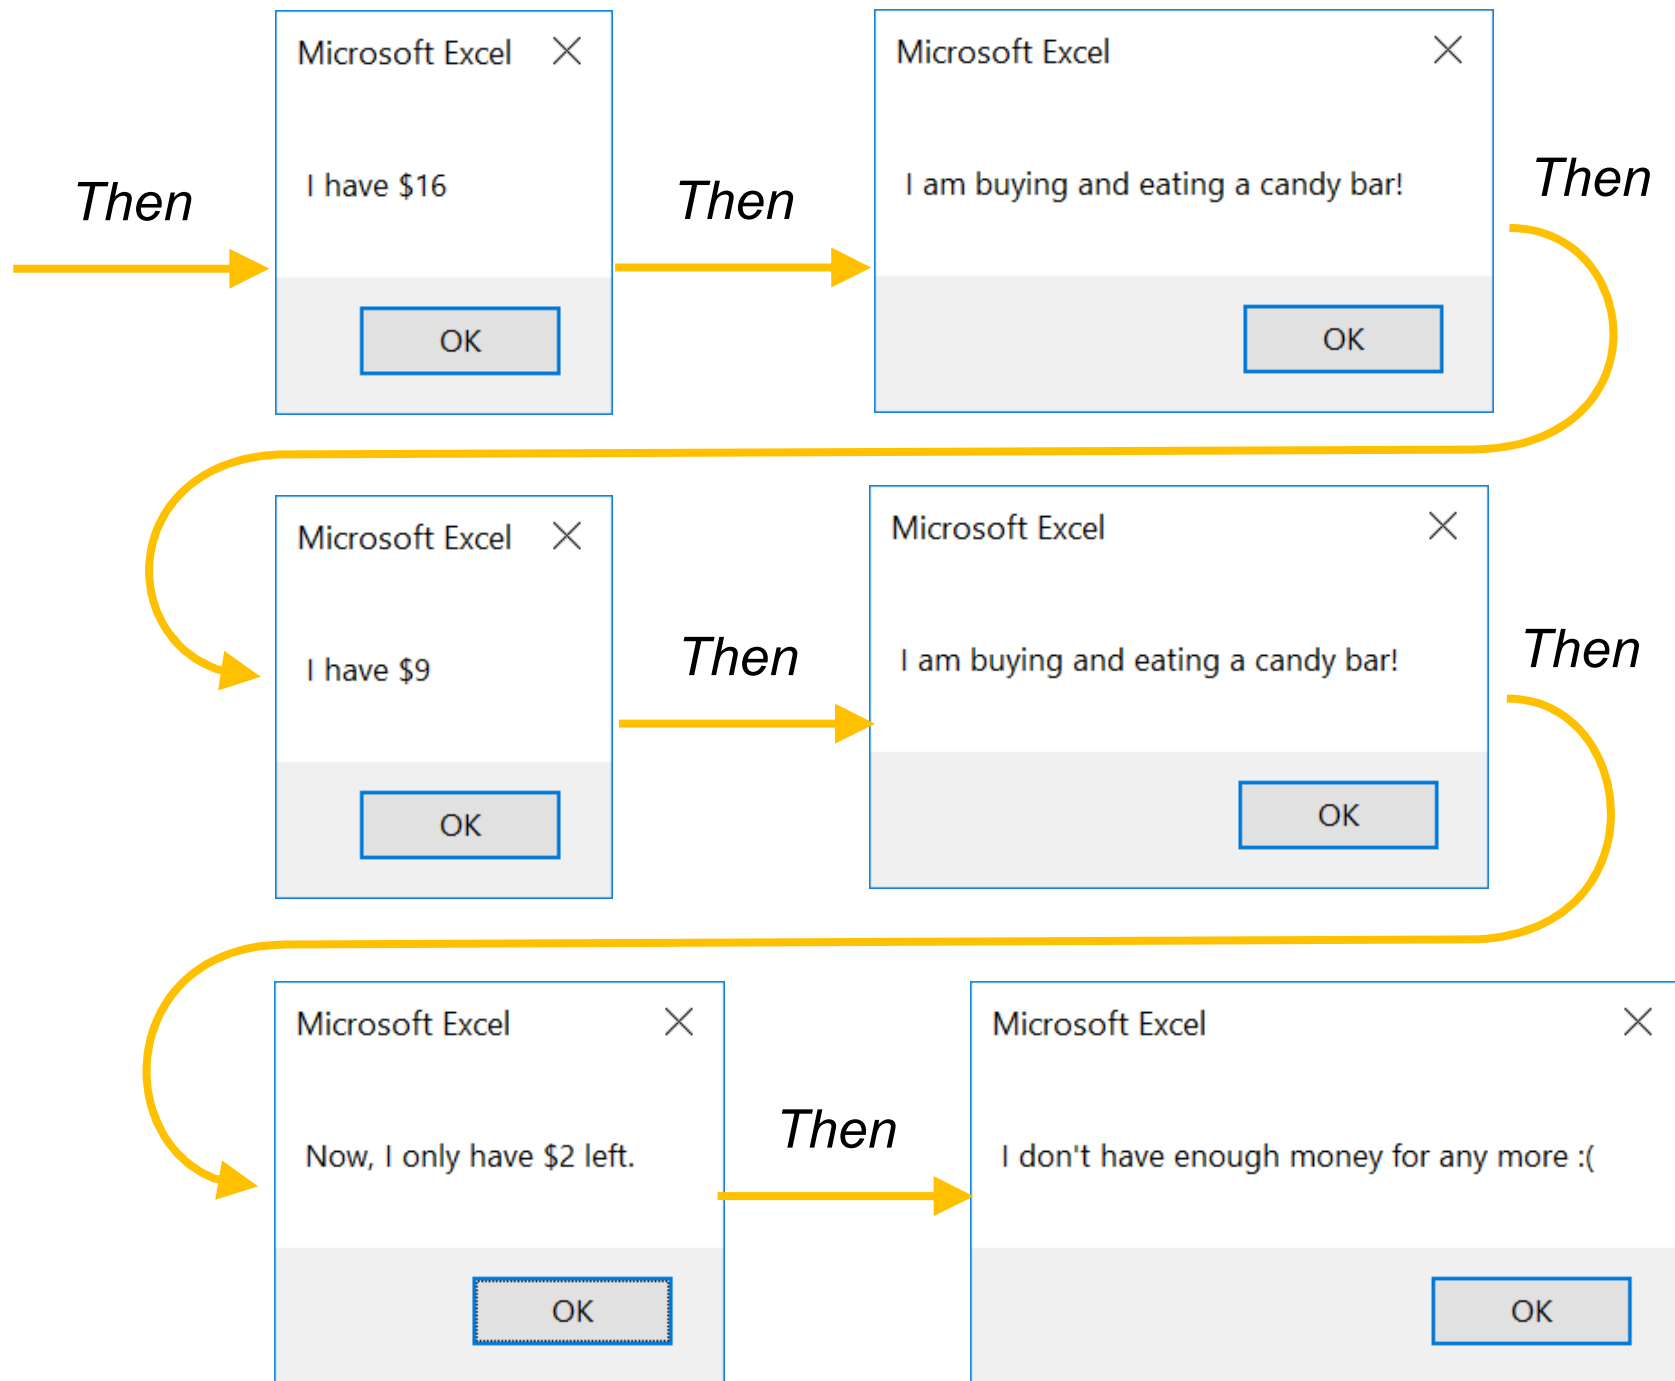 Then
Microsoft Excel
I have $16
OK
Then
Microsoft Excel
I am buying and eating a candy bar!
OK
Then
Microsoft Excel
I have $9
OK
Then
Microsoft Excel
I am buying and eating a candy bar!
OK
Then
Microsoft Excel
Now, I only have $2 left.
OK
Then
Microsoft Excel
I don't have enough money for any more :(
OK